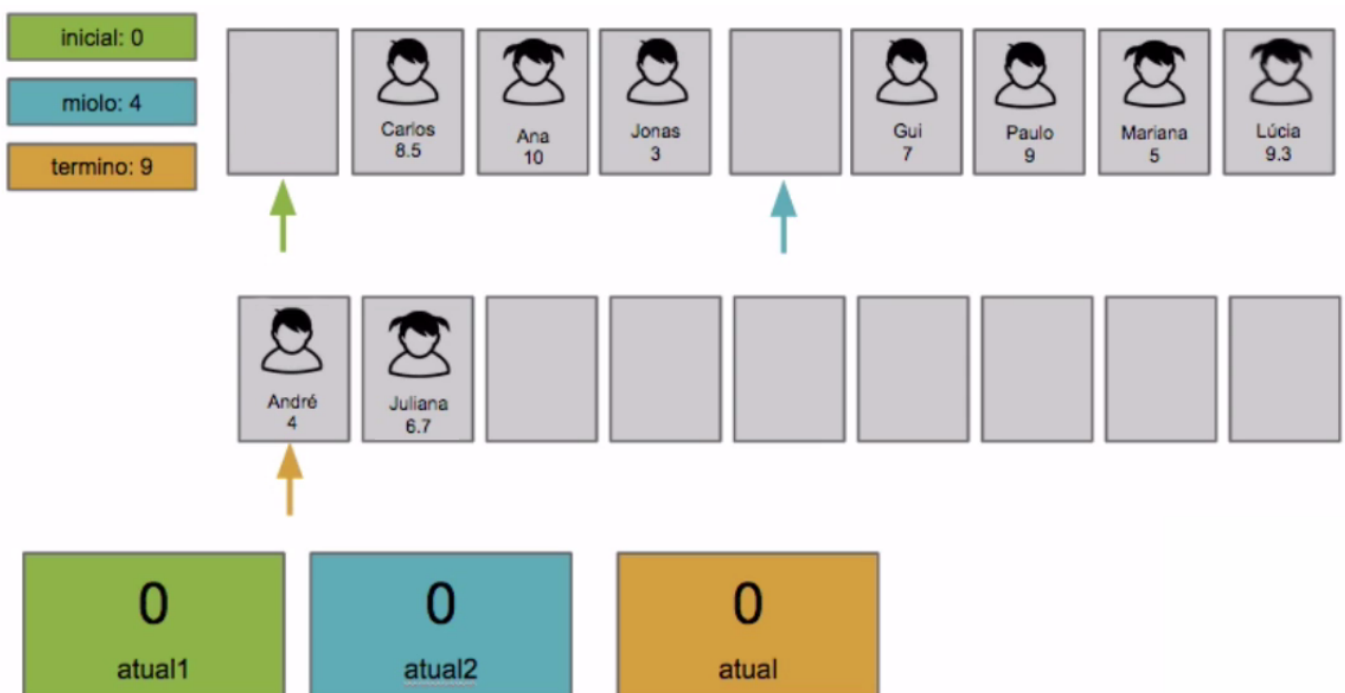 inicial: 0
miolo: 4
termino: 9
Carlos
8.5
Ana
10
Jonas
3
Gui
7
Paulo
9
Mariana
5
Lúcia
9.3
André
4
Juliana
6.7
0
atual1
0
atual2
0
atual